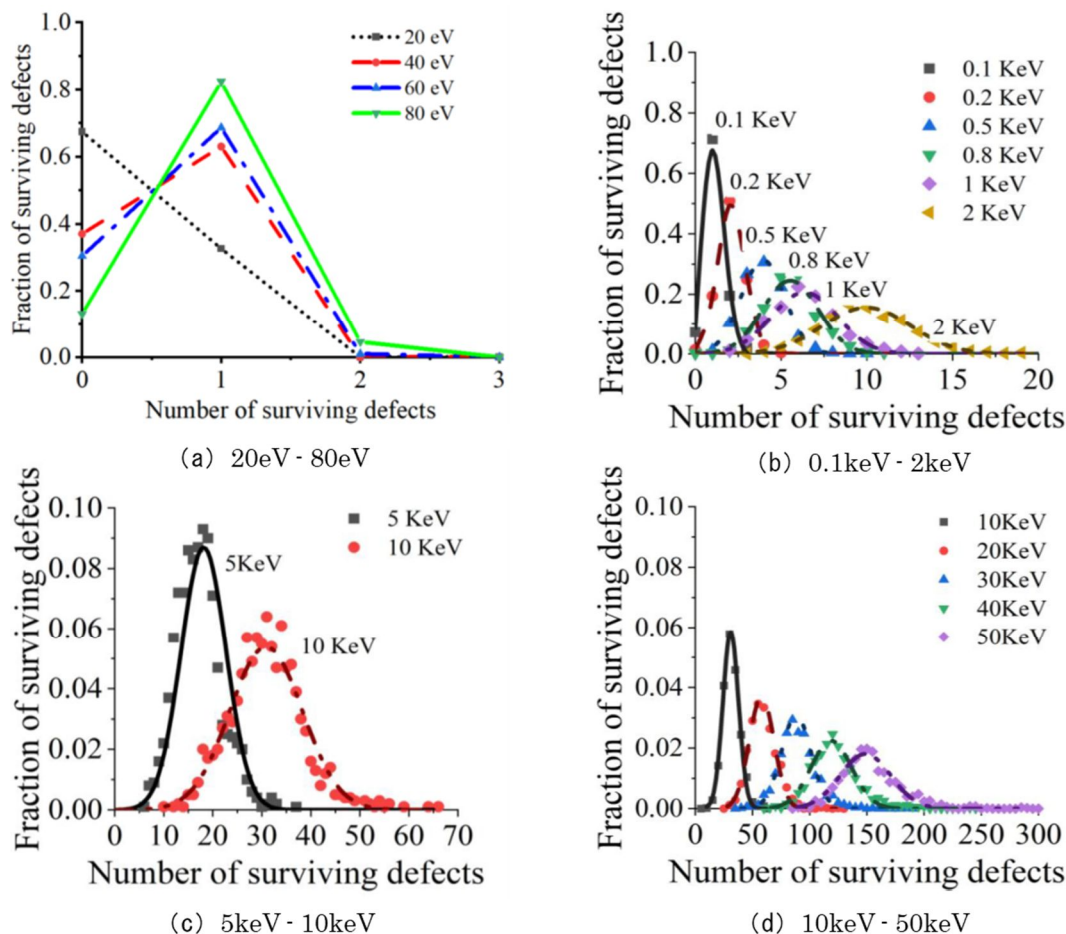 Fraction of surviving defects
1.0
0.8
0.6
0.4
0.2
0.0
20 eV
40 eV
60 eV
80 eV
0 1 2 3
Number of surviving defects
(a) 20eV - 80eV
Fraction of surviving defects
1.0
0.8
0.6
0.4
0.2
0.0
0.1 KeV
0.2 KeV
0.5 KeV
0.8 KeV
1 KeV
2 KeV
0.1 KeV
0.2 KeV
0.5 KeV
0.8 KeV
1 KeV
2 KeV
0 5 10 15 20
Number of surviving defects
(b) 0.1keV - 2keV
Fraction of surviving defects
0.10
0.08
0.06
0.04
0.02
0.00
5 KeV
10 KeV
5KeV
10 KeV
0 10 20 30 40 50 60 70
Number of surviving defects
(c) 5keV - 10keV
Fraction of surviving defects
0.10
0.08
0.06
0.04
0.02
0.00
10KeV
20KeV
30KeV
40KeV
50KeV
0 50 100 150 200 250 300
Number of surviving defects
(d) 10keV - 50keV